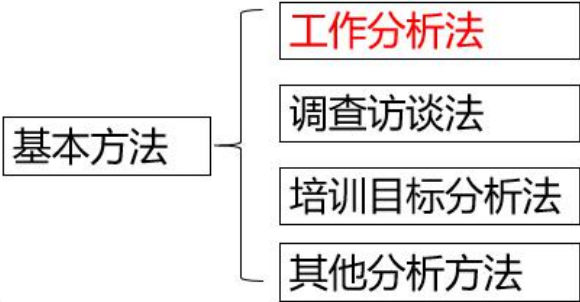 工作分析法
调查访谈法
基本方法
培训目标分析法
其他分析方法